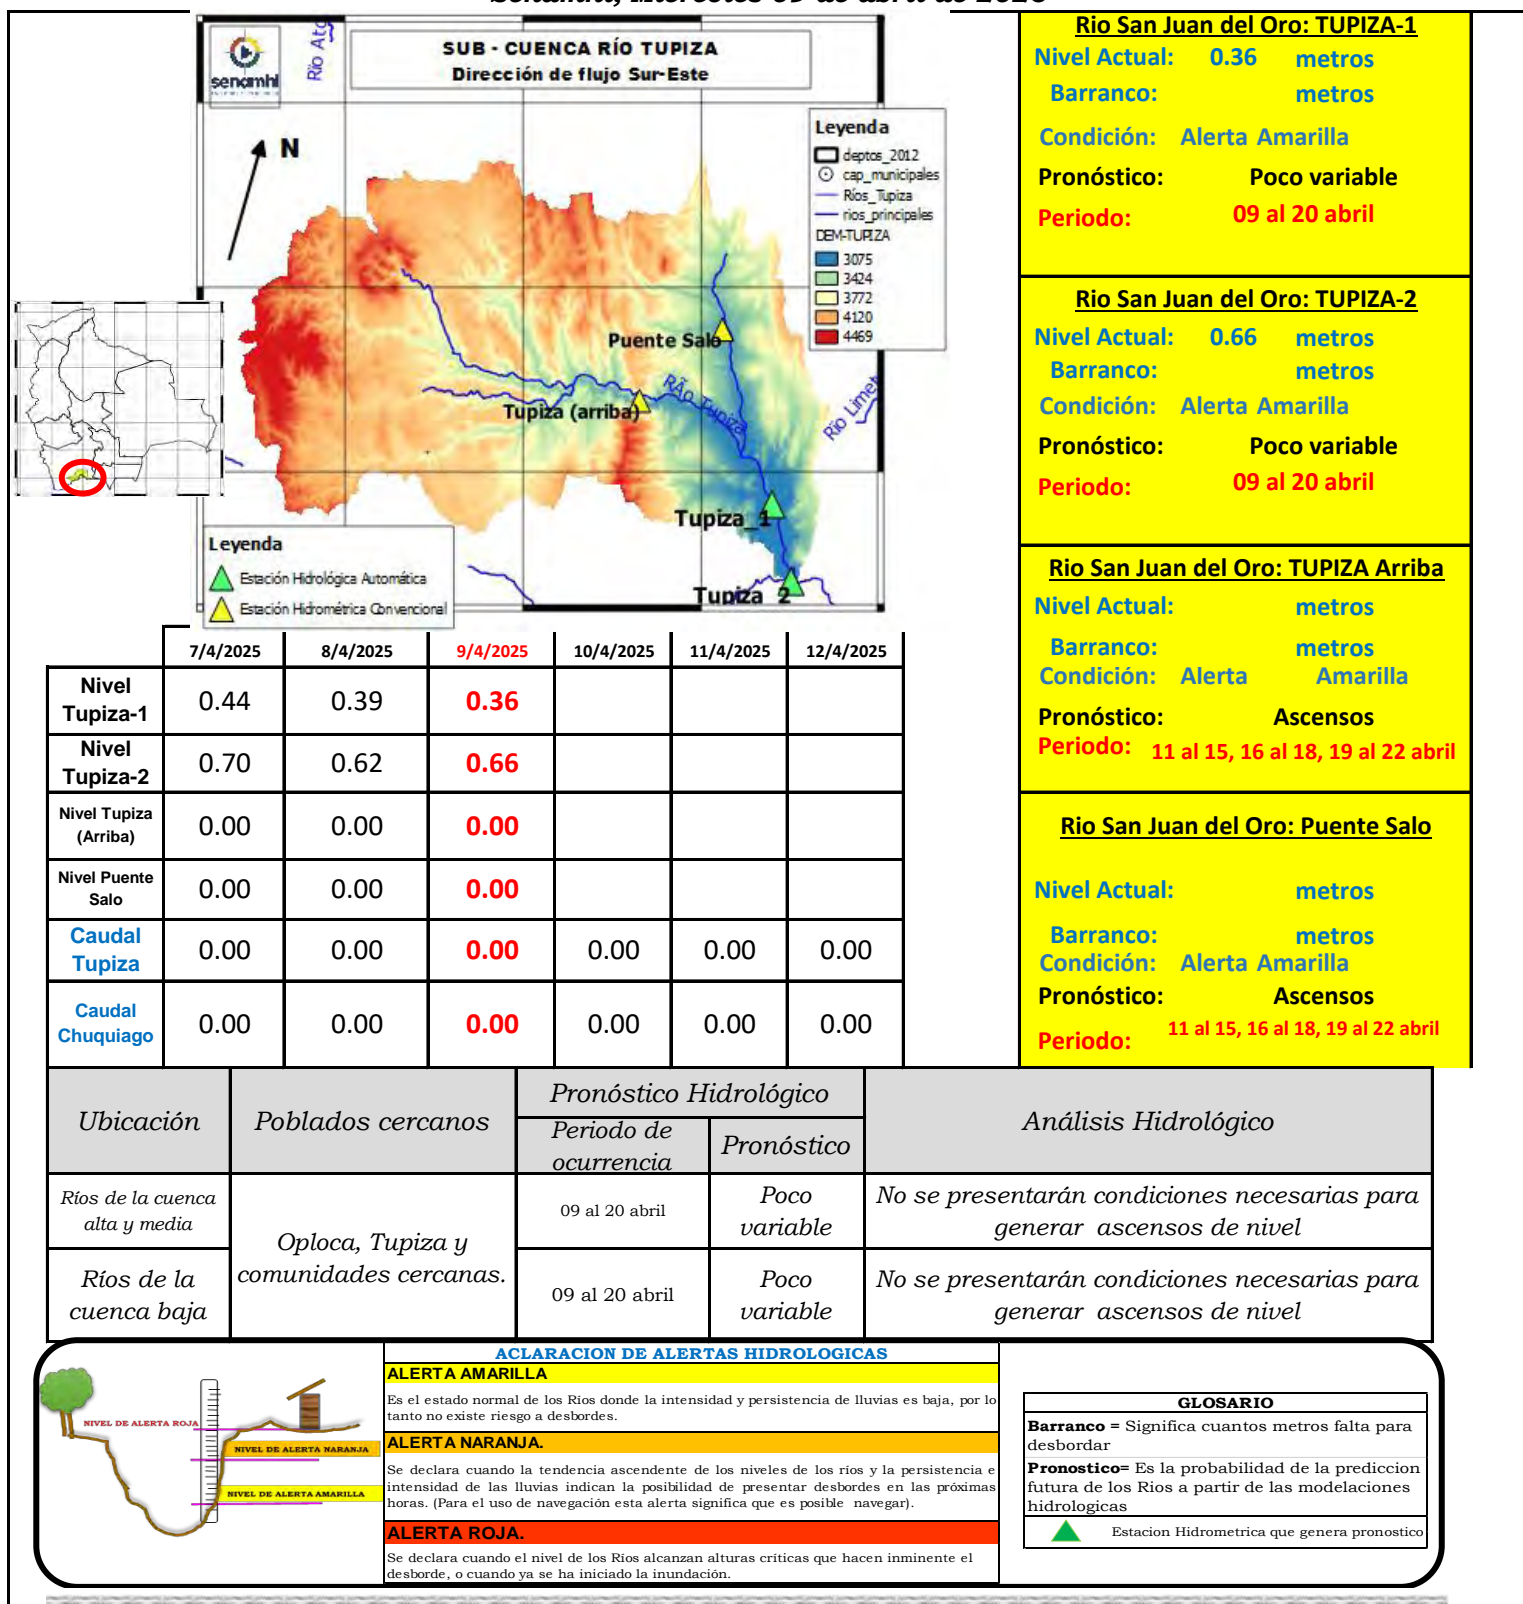 SUB - CUENCA RÍO TUPIZA
Dirección de flujo Sur-Este
senamhi
N
Leyenda
deptos_2012
cap_municipales
Ríos_Tupiza
rios_principales
DEM-TUPIZA
3075
3424
3772
4120
4469
Puente Salo
Tupiza (arriba)
RÃo Tupiza
Tupiza_1
Tupiza_2
Leyenda
Estación Hidrológica Automática
Estación Hidrométrica Convencional
Rio San Juan del Oro: TUPIZA-1
Nivel Actual: 0.36 metros
Barranco: metros
Condición: Alerta Amarilla
Pronóstico: Poco variable
Periodo: 09 al 20 abril
Rio San Juan del Oro: TUPIZA-2
Nivel Actual: 0.66 metros
Barranco: metros
Condición: Alerta Amarilla
Pronóstico: Poco variable
Periodo: 09 al 20 abril
Rio San Juan del Oro: TUPIZA Arriba
Nivel Actual: metros
Barranco: metros
Condición: Alerta Amarilla
Pronóstico: Ascensos
Periodo: 11 al 15, 16 al 18, 19 al 22 abril
Rio San Juan del Oro: Puente Salo
Nivel Actual: metros
Barranco: metros
Condición: Alerta Amarilla
Pronóstico: Ascensos
Periodo: 11 al 15, 16 al 18, 19 al 22 abril
7/4/2025 8/4/2025 9/4/2025 10/4/2025 11/4/2025 12/4/2025
Nivel
Tupiza-1 0.44 0.39 0.36
Nivel
Tupiza-2 0.70 0.62 0.66
Nivel Tupiza
(Arriba) 0.00 0.00 0.00
Nivel Puente
Salo 0.00 0.00 0.00
Caudal
Tupiza 0.00 0.00 0.00 0.00 0.00 0.00
Caudal
Chuquiago 0.00 0.00 0.00 0.00 0.00 0.00
Ubicación
Poblados cercanos
Pronóstico Hidrológico
Periodo de
ocurrencia
Pronóstico
Análisis Hidrológico
Ríos de la cuenca
alta y media
Oploca, Tupiza y
comunidades cercanas.
09 al 20 abril
Poco
variable
No se presentarán condiciones necesarias para
generar ascensos de nivel
Ríos de la
cuenca baja
09 al 20 abril
Poco
variable
No se presentarán condiciones necesarias para
generar ascensos de nivel
NIVEL DE ALERTA ROJA
NIVEL DE ALERTA NARANJA
NIVEL DE ALERTA AMARILLA
ACLARACION DE ALERTAS HIDROLOGICAS
ALERTA AMARILLA
Es el estado normal de los Rios donde la intensidad y persistencia de lluvias es baja, por lo
tanto no existe riesgo a desbordes.
ALERTA NARANJA.
Se declara cuando la tendencia ascendente de los niveles de los ríos y la persistencia e
intensidad de las lluvias indican la posibilidad de presentar desbordes en las próximas
horas. (Para el uso de navegación esta alerta significa que es posible navegar).
ALERTA ROJA.
Se declara cuando el nivel de los Ríos alcanzan alturas críticas que hacen inminente el
desborde, o cuando ya se ha iniciado la inundación.
GLOSARIO
Barranco = Significa cuantos metros falta para
desbordar
Pronostico= Es la probabilidad de la prediccion
futura de los Rios a partir de las modelaciones
hidrologicas
Estacion Hidrometrica que genera pronostico